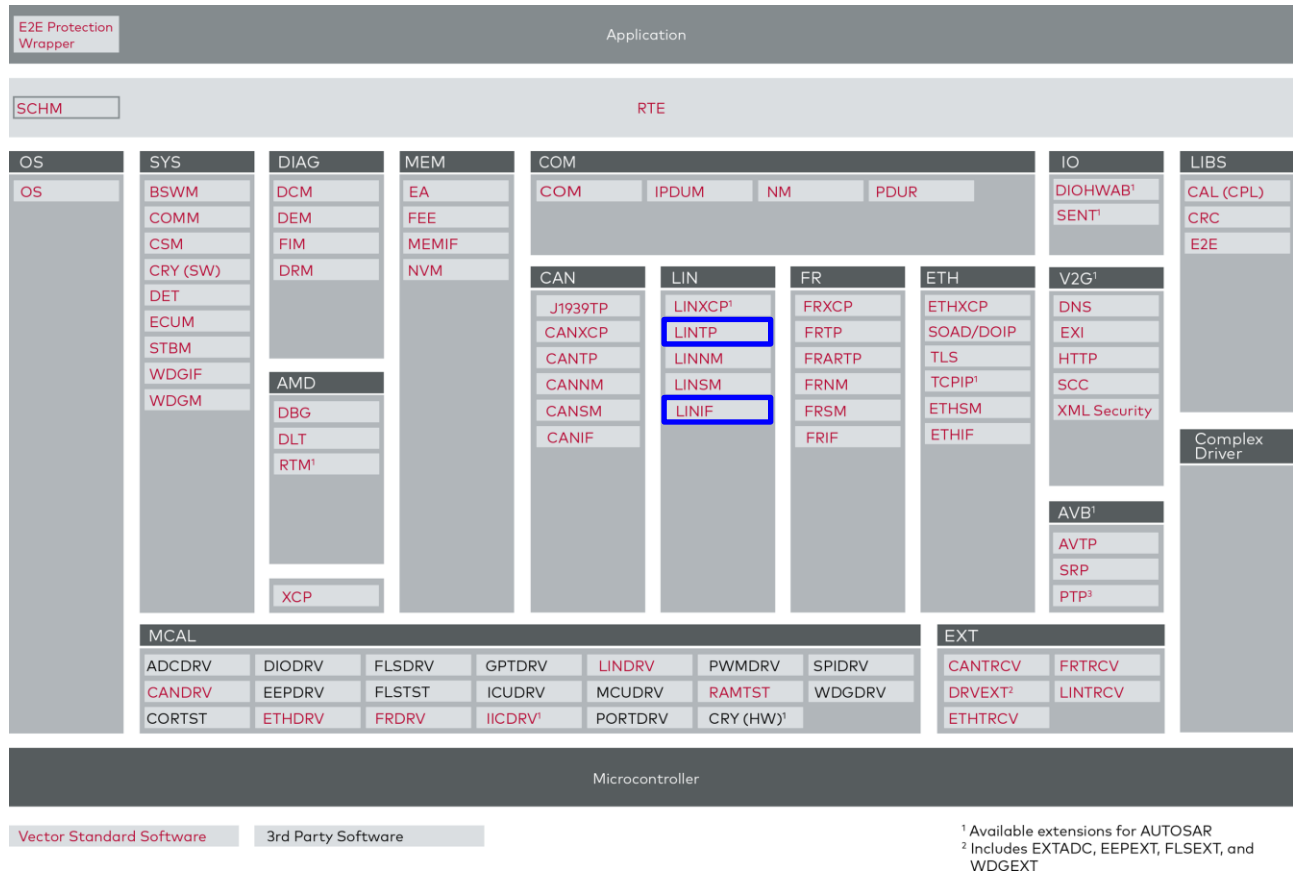 E2E Protection
Wrapper
Application
SCHM
RTE
OS
OS
SYS
BSWM
COMM
CSM
CRY (SW)
DET
ECUM
STBM
WDGIF
WDGM
DIAG
DCM
DEM
FIM
DRM
AMD
DBG
DLT
RTM¹
XCP
MEM
EA
FEE
MEMIF
NVM
COM
COM
IPDUM
NM
PDUR
CAN
J1939TP
CANXCP
CANTP
CANNM
CANSM
CANIF
LIN
LINXCP¹
LINTP
LINNM
LINSM
LINIF
FR
FRXCP
FRTP
FRARTP
FRNM
FRSM
FRIF
ETH
ETHXCP
SOAD/DOIP
TLS
TCPIP¹
ETHSM
ETHIF
IO
DIOHWAB¹
SENT¹
V2G¹
DNS
EXI
HTTP
SCC
XML Security
AVB¹
AVTP
SRP
PTP³
LIBS
CAL (CPL)
CRC
E2E
Complex
Driver
MCAL
ADCDRV DIODRV FLSDRV GPTDRV LINDRV PWMDRV SPIDRV
CANDRV EEPDRV FLSTST ICUDRV MCUDRV RAMTST WDGDRV
CORTST ETHDRV FRDRV IICDRV¹ PORTDRV CRY (HW)¹
EXT
CANTRCV FRTRCV
DRVEXT² LINTRCV
ETHTRCV
Microcontroller
Vector Standard Software
3rd Party Software
¹ Available extensions for AUTOSAR
² Includes EXTADC, EEPEXT, FLSEXT, and
WDGEXT